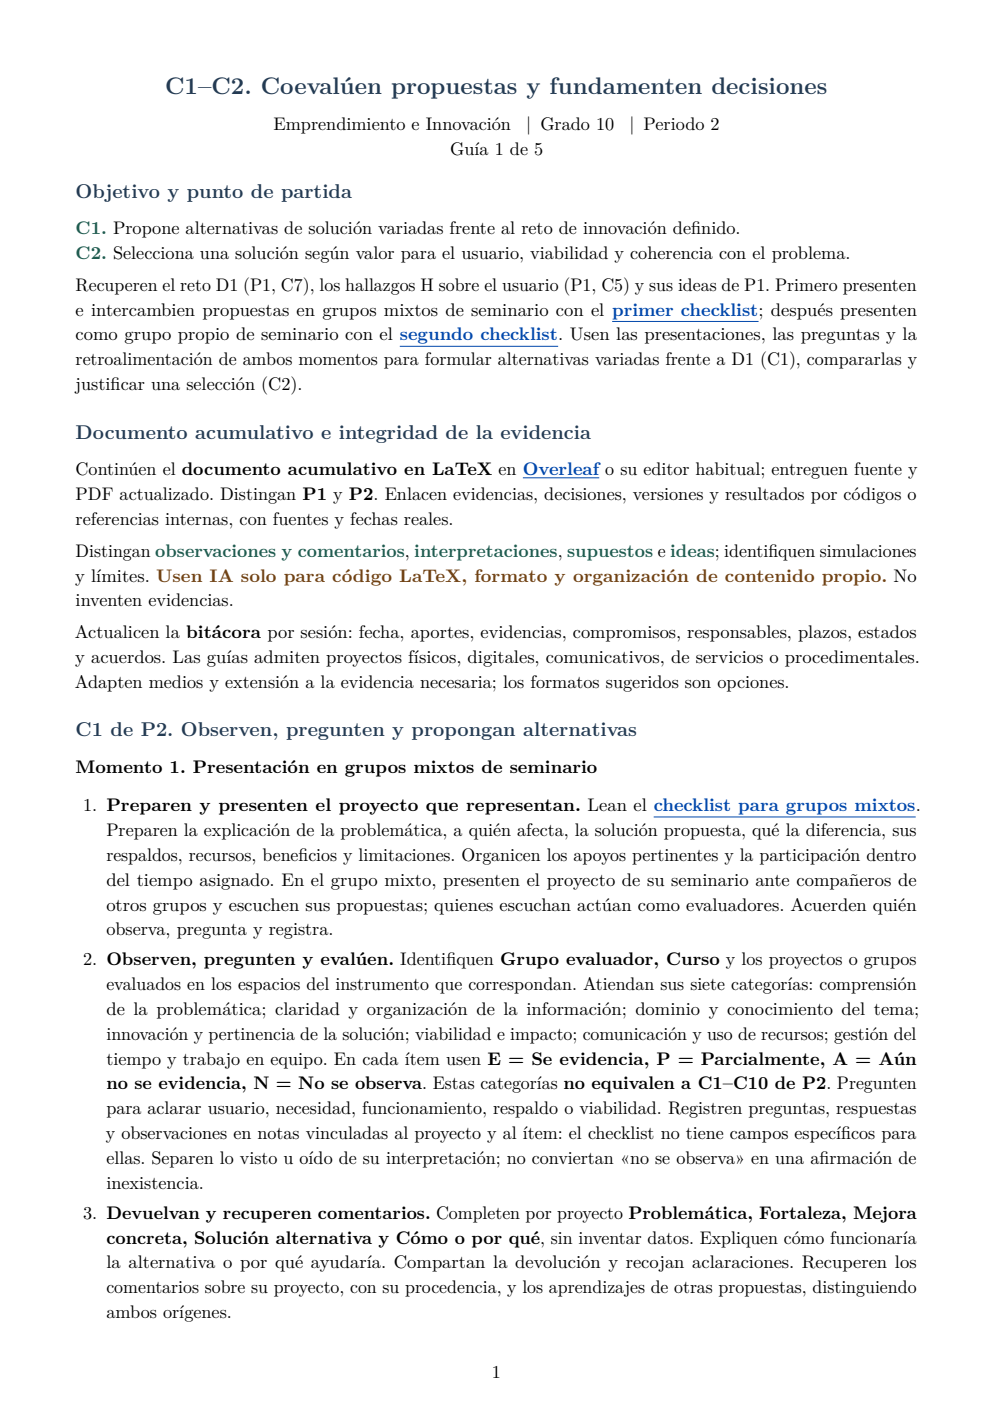 C1–C2. Coevalúen propuestas y fundamenten decisiones
Emprendimiento e Innovación | Grado 10 | Periodo 2
Guía 1 de 5
Objetivo y punto de partida
C1. Propone alternativas de solución variadas frente al reto de innovación definido.
C2. Selecciona una solución según valor para el usuario, viabilidad y coherencia con el problema.
Recuperen el reto D1 (P1, C7), los hallazgos H sobre el usuario (P1, C5) y sus ideas de P1. Primero presenten
e intercambien propuestas en grupos mixtos de seminario con el primer checklist; después presenten
como grupo propio de seminario con el segundo checklist. Usen las presentaciones, las preguntas y la
retroalimentación de ambos momentos para formular alternativas variadas frente a D1 (C1), compararlas y
justificar una selección (C2).
Documento acumulativo e integridad de la evidencia
Continúen el documento acumulativo en LaTeX en Overleaf o su editor habitual; entreguen fuente y
PDF actualizado. Distingan P1 y P2. Enlacen evidencias, decisiones, versiones y resultados por códigos o
referencias internas, con fuentes y fechas reales.
Distingan observaciones y comentarios, interpretaciones, supuestos e ideas; identifiquen simulaciones
y límites. Usen IA solo para código LaTeX, formato y organización de contenido propio. No
inventen evidencias.
Actualicen la bitácora por sesión: fecha, aportes, evidencias, compromisos, responsables, plazos, estados
y acuerdos. Las guías admiten proyectos físicos, digitales, comunicativos, de servicios o procedimentales.
Adapten medios y extensión a la evidencia necesaria; los formatos sugeridos son opciones.
C1 de P2. Observen, pregunten y propongan alternativas
Momento 1. Presentación en grupos mixtos de seminario
1. Preparen y presenten el proyecto que representan. Lean el checklist para grupos mixtos.
Preparen la explicación de la problemática, a quién afecta, la solución propuesta, qué la diferencia, sus
respaldos, recursos, beneficios y limitaciones. Organicen los apoyos pertinentes y la participación dentro
del tiempo asignado. En el grupo mixto, presenten el proyecto de su seminario ante compañeros de
otros grupos y escuchen sus propuestas; quienes escuchan actúan como evaluadores. Acuerden quién
observa, pregunta y registra.
2. Observen, pregunten y evalúen. Identifiquen Grupo evaluador, Curso y los proyectos o grupos
evaluados en los espacios del instrumento que correspondan. Atiendan sus siete categorías: comprensión
de la problemática; claridad y organización de la información; dominio y conocimiento del tema;
innovación y pertinencia de la solución; viabilidad e impacto; comunicación y uso de recursos; gestión del
tiempo y trabajo en equipo. En cada ítem usen E = Se evidencia, P = Parcialmente, A = Aún
no se evidencia, N = No se observa. Estas categorías no equivalen a C1–C10 de P2. Pregunten
para aclarar usuario, necesidad, funcionamiento, respaldo o viabilidad. Registren preguntas, respuestas
y observaciones en notas vinculadas al proyecto y al ítem: el checklist no tiene campos específicos para
ellas. Separen lo visto u oído de su interpretación; no conviertan «no se observa» en una afirmación de
inexistencia.
3. Devuelvan y recuperen comentarios. Completen por proyecto Problemática, Fortaleza, Mejora
concreta, Solución alternativa y Cómo o por qué, sin inventar datos. Expliquen cómo funcionaría
la alternativa o por qué ayudaría. Compartan la devolución y recojan aclaraciones. Recuperen los
comentarios sobre su proyecto, con su procedencia, y los aprendizajes de otras propuestas, distinguiendo
ambos orígenes.
1